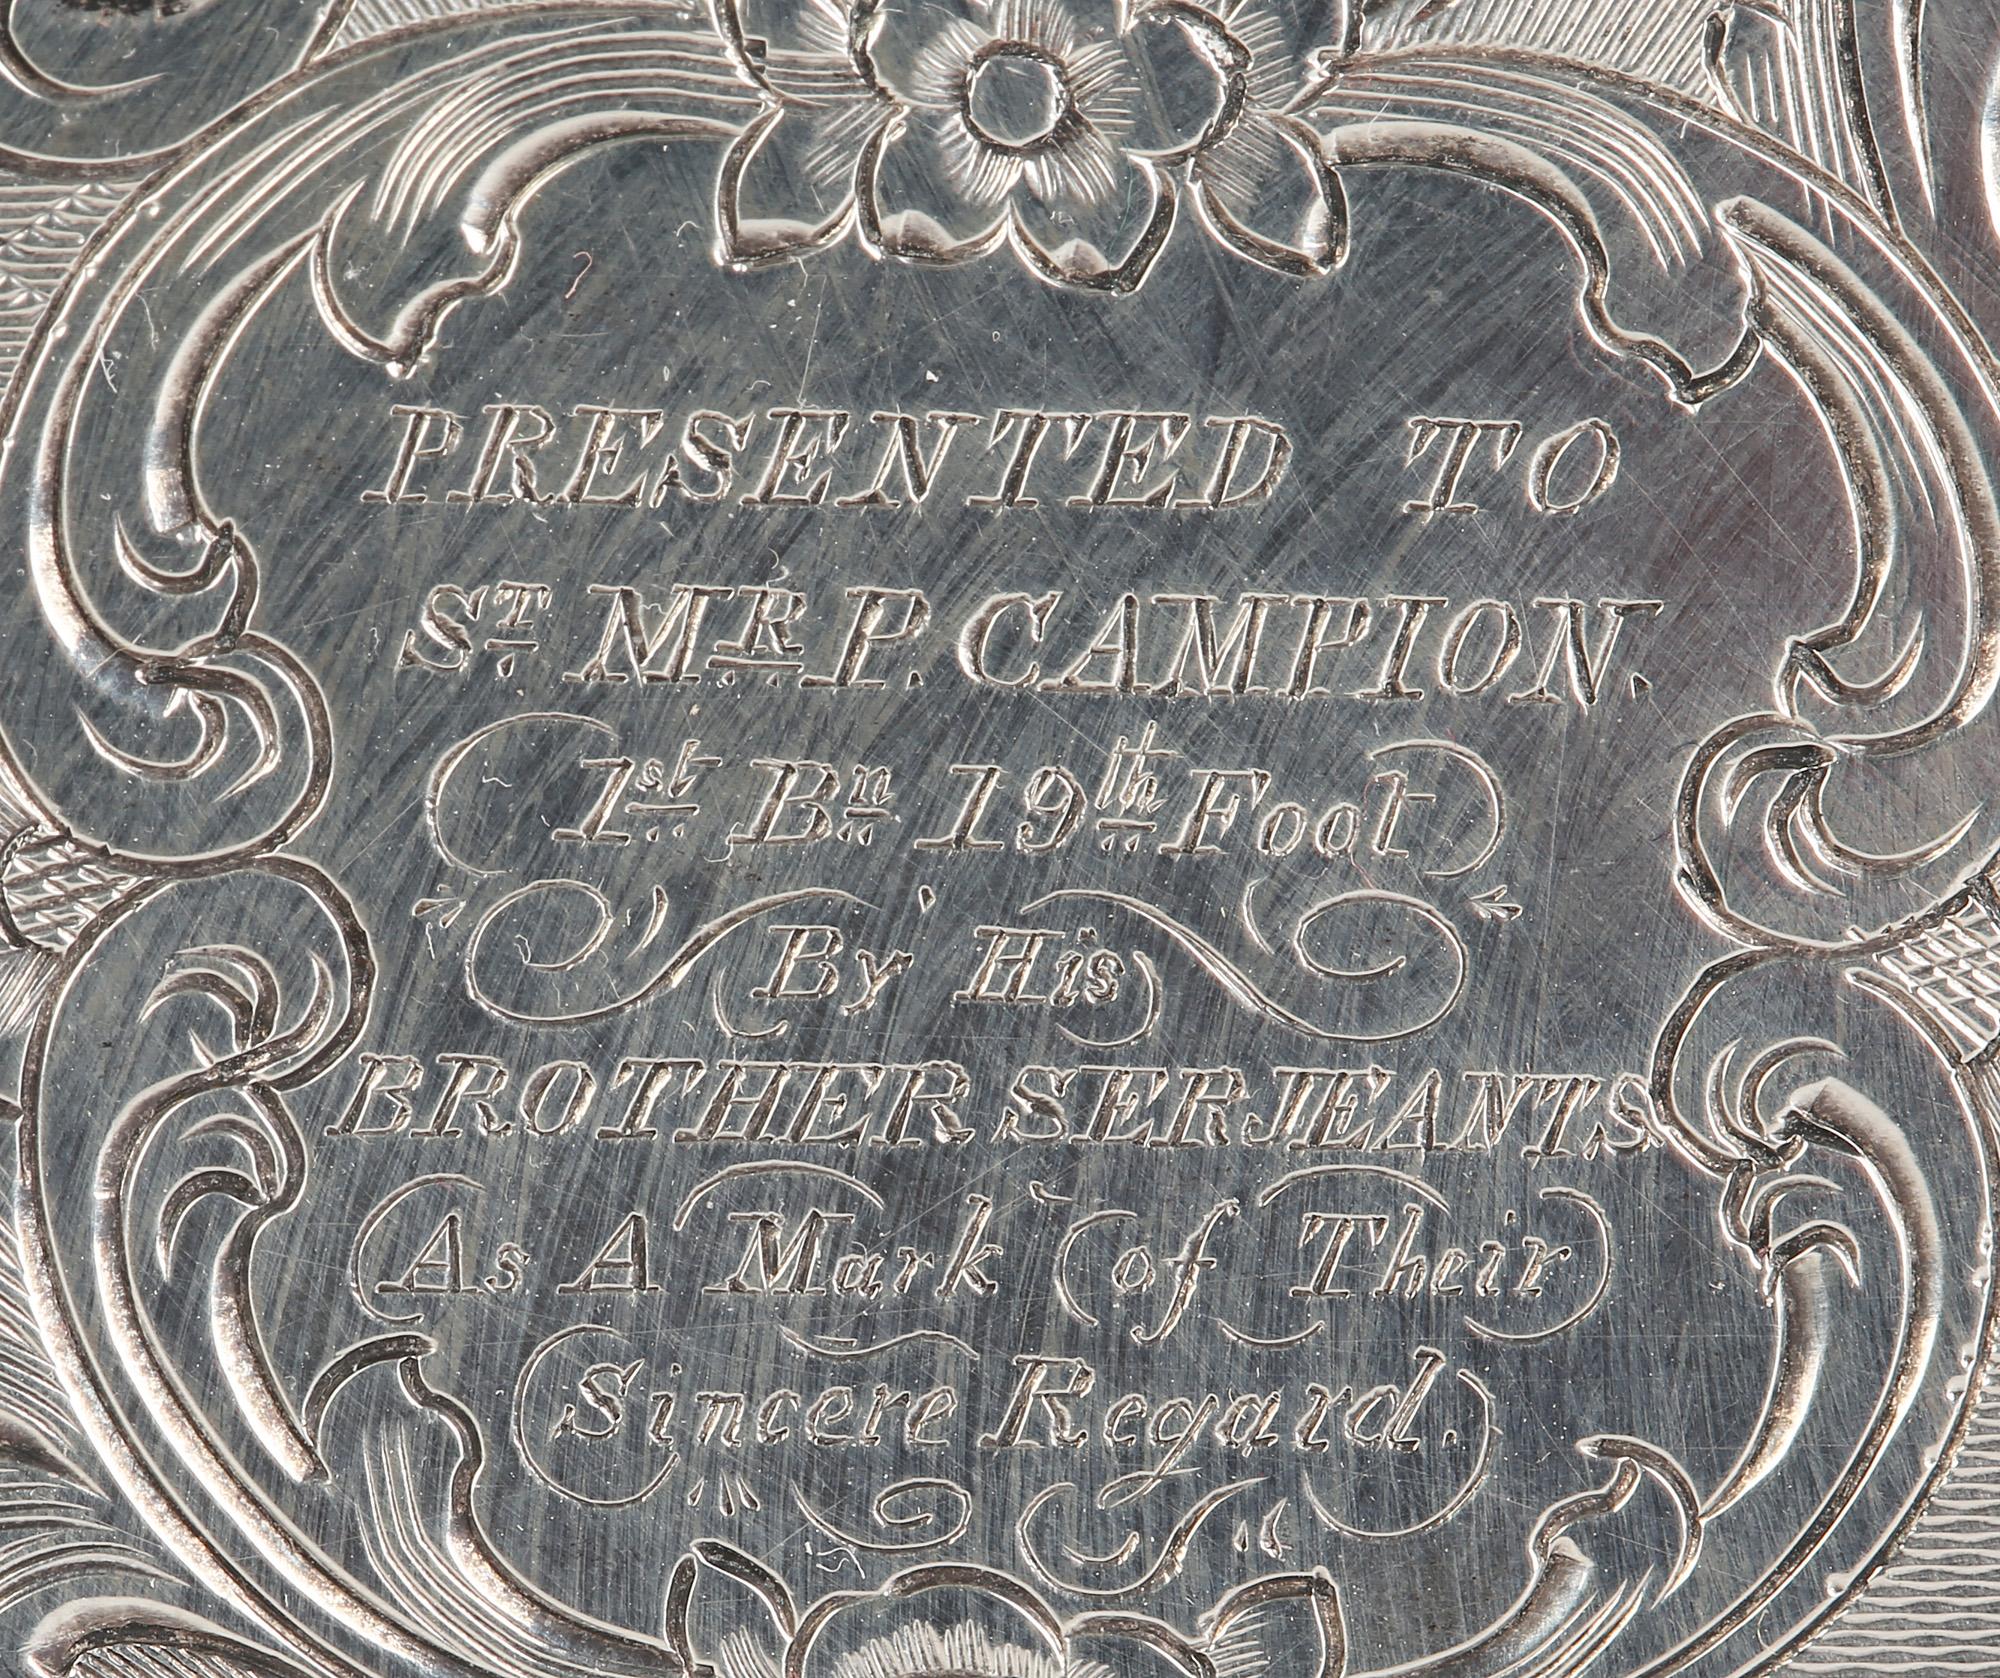 PRESENTED TO
ST MR P. CAMPION.
1st Bn 19th Foot
By His
BROTHER SERJEANTS
As A Mark of Their
Sincere Regard.